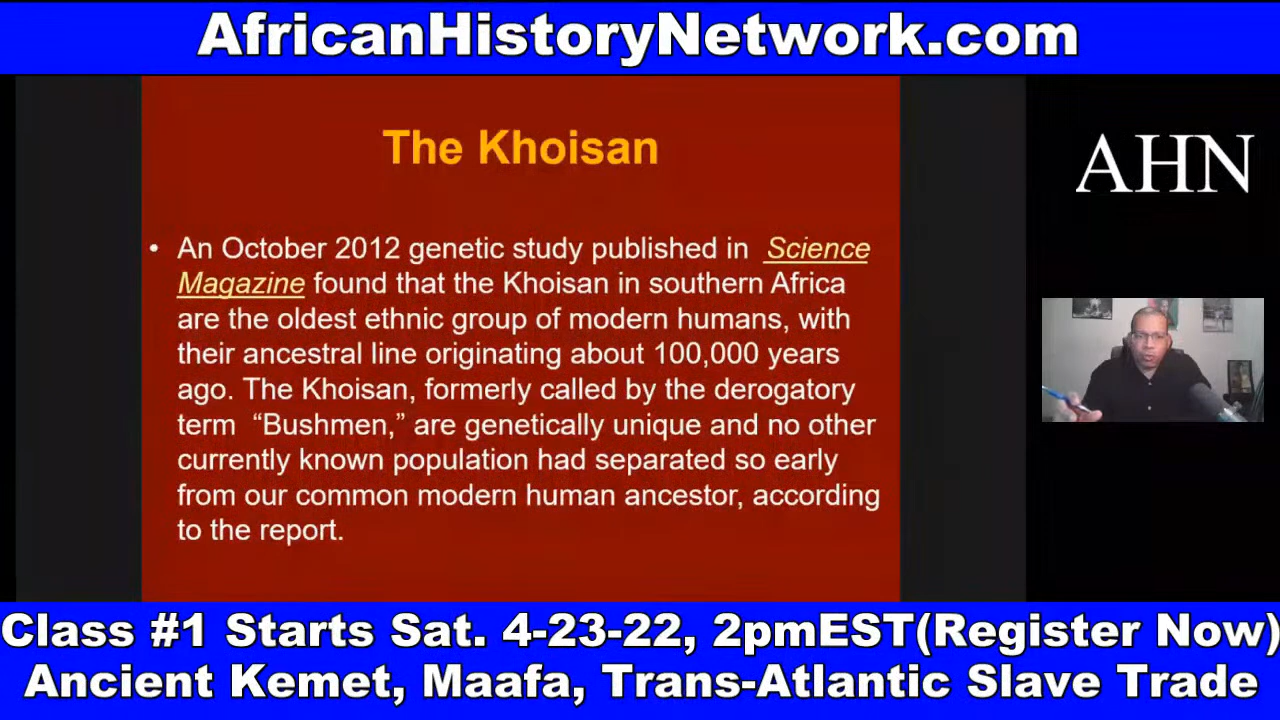 AfricanHistoryNetwork.com
The Khoisan
AHN
• An October 2012 genetic study published in Science
Magazine found that the Khoisan in southern Africa
are the oldest ethnic group of modern humans, with
their ancestral line originating about 100,000 years
ago. The Khoisan, formerly called by the derogatory
term “Bushmen,” are genetically unique and no other
currently known population had separated so early
from our common modern human ancestor, according
to the report.
Class #1 Starts Sat. 4-23-22, 2pmEST(Register Now)
Ancient Kemet, Maafa, Trans-Atlantic Slave Trade